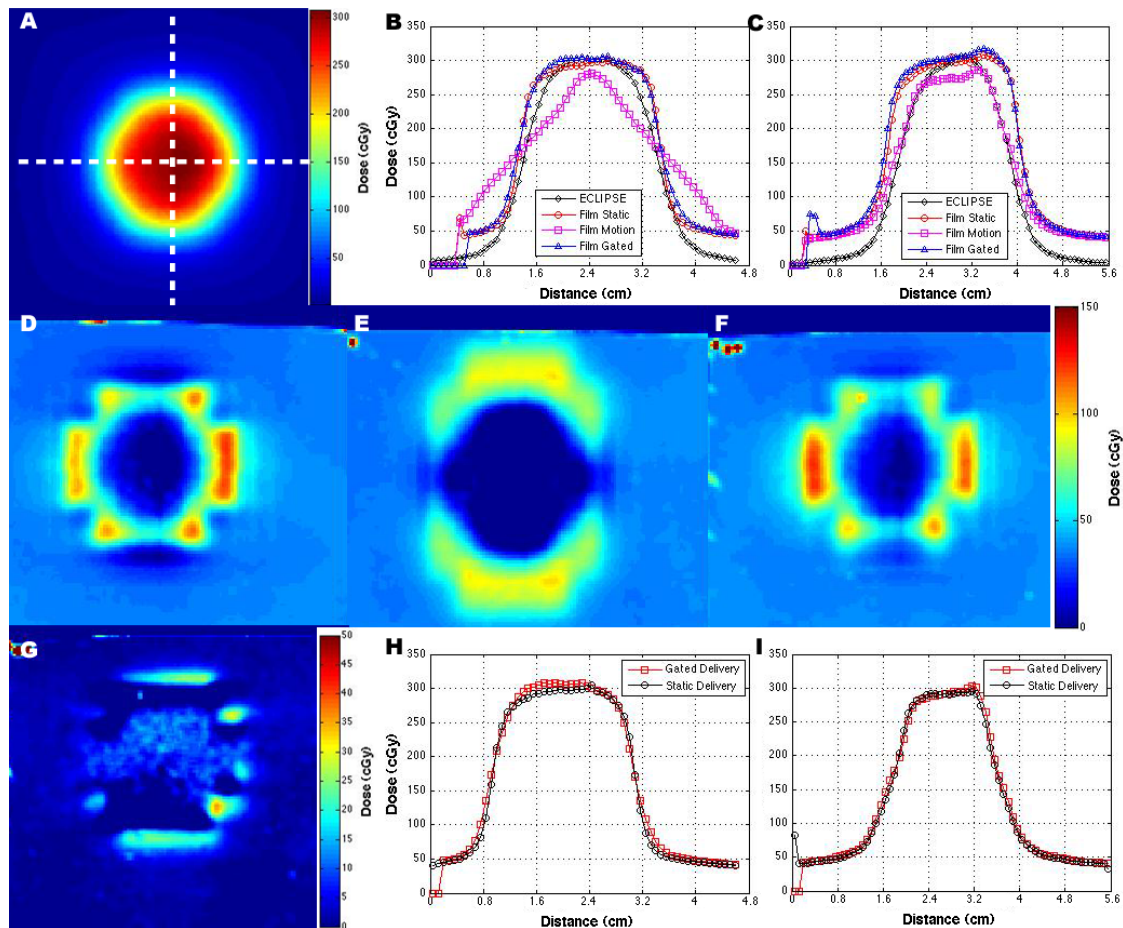 A
300
250
200
150
100
50
0
Dose (cGy)
B
350
300
250
200
150
100
50
0
Dose (cGy)
0
0.8
1.6
2.4
3.2
4
4.8
Distance (cm)
ECLIPSE
Film Static
Film Motion
Film Gated
C
350
300
250
200
150
100
50
0
0
0.8
1.6
2.4
3.2
4
4.8
5.6
Distance (cm)
ECLIPSE
Film Static
Film Motion
Film Gated
D
E
F
150
100
50
0
Dose (cGy)
G
50
45
40
35
30
25
20
15
10
5
0
Dose (cGy)
H
350
300
250
200
150
100
50
0
Dose (cGy)
0
0.8
1.6
2.4
3.2
4
4.8
Distance (cm)
Gated Delivery
Static Delivery
I
350
300
250
200
150
100
50
0
0
0.8
1.6
2.4
3.2
4
4.8
5.6
Distance (cm)
Gated Delivery
Static Delivery